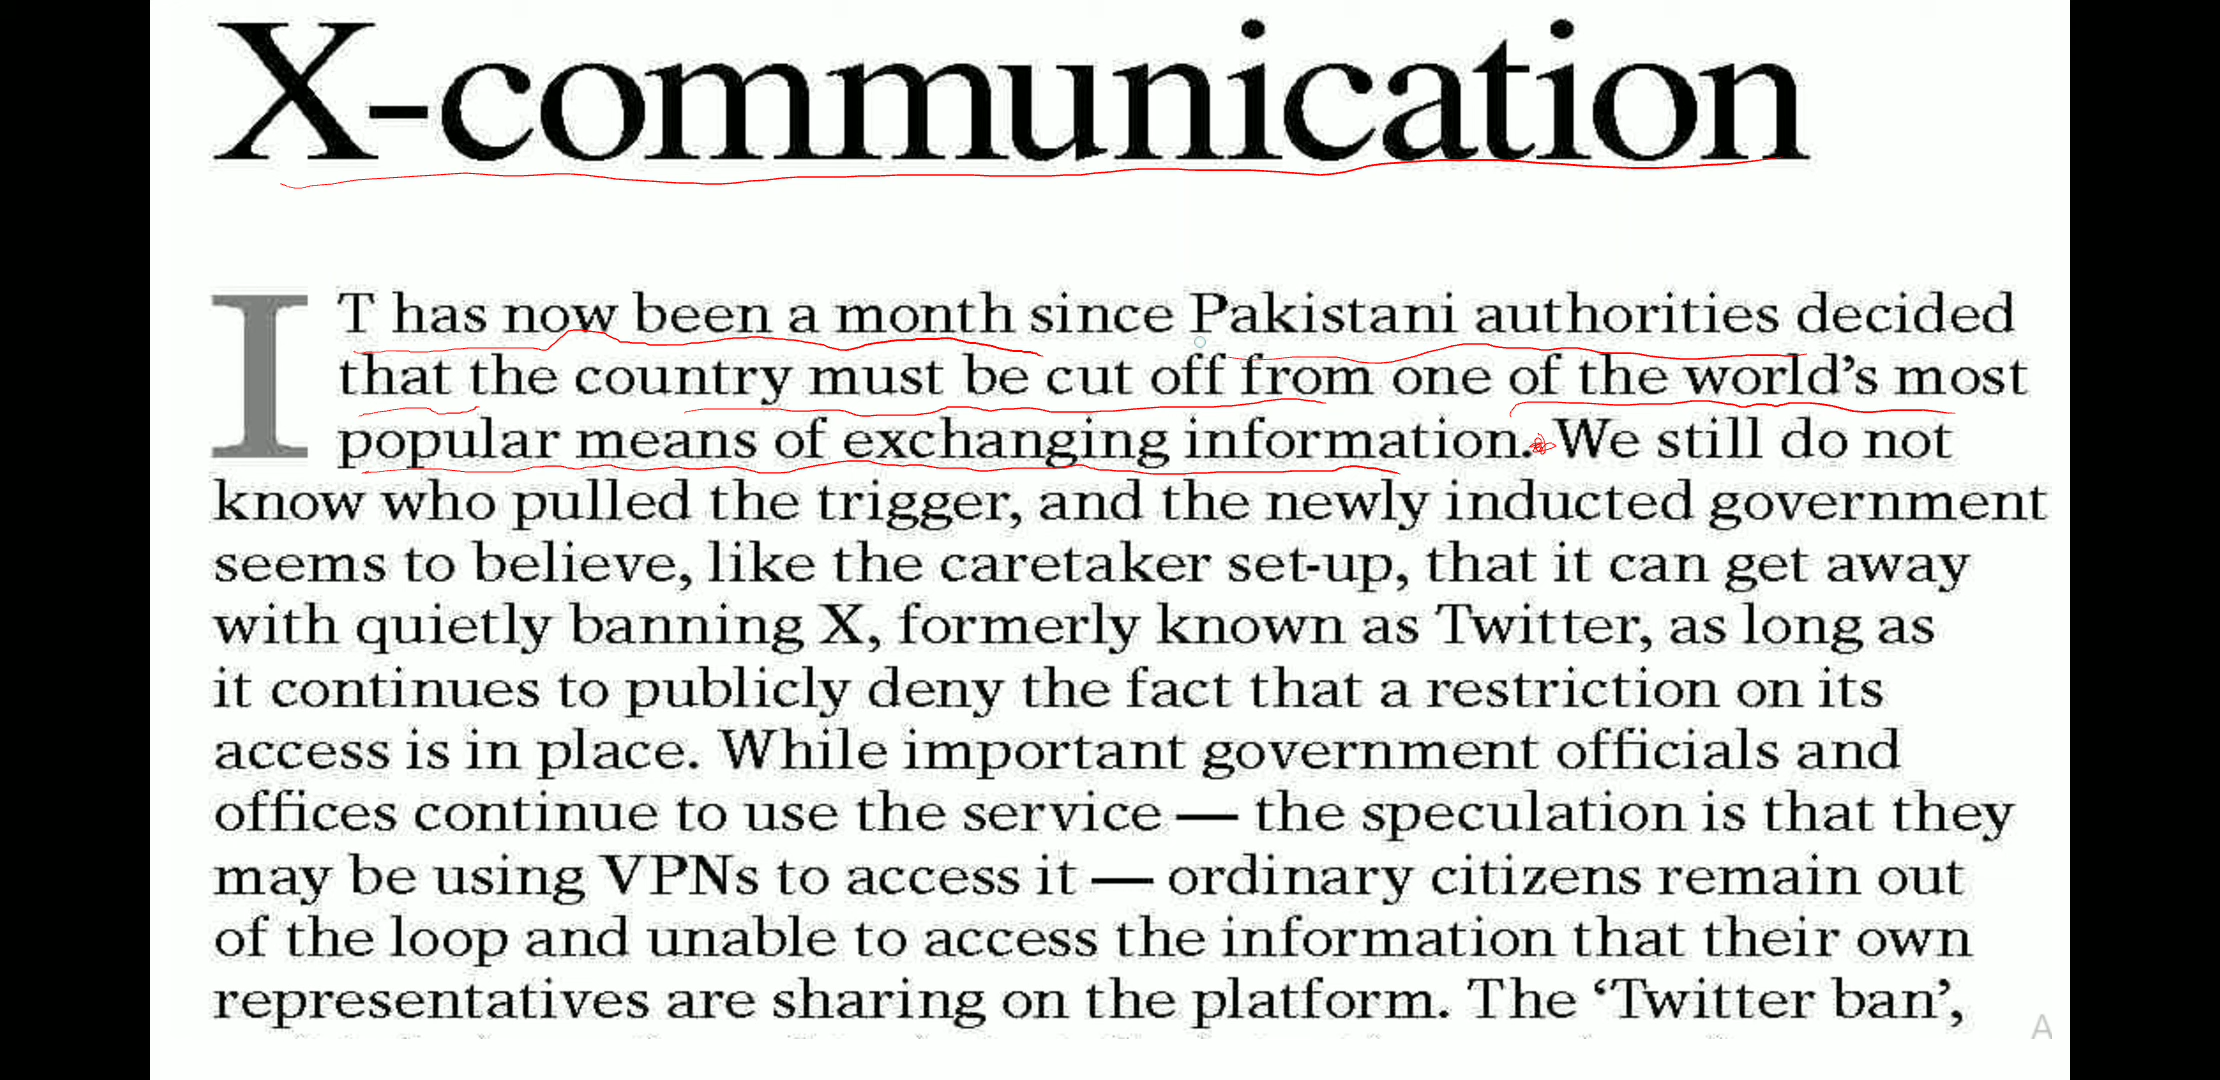 X-communication
IT has now been a month since Pakistani authorities decided
that the country must be cut off from one of the world's most
popular means of exchanging information. We still do not
know who pulled the trigger, and the newly inducted government
seems to believe, like the caretaker set-up, that it can get away
with quietly banning X, formerly known as Twitter, as long as
it continues to publicly deny the fact that a restriction on its
access is in place. While important government officials and
offices continue to use the service — the speculation is that they
may be using VPNs to access it — ordinary citizens remain out
of the loop and unable to access the information that their own
representatives are sharing on the platform. The ‘Twitter ban’,
A